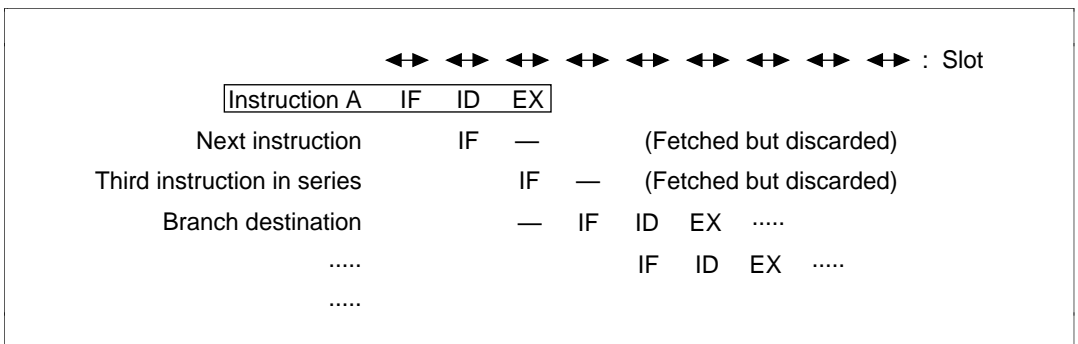 : Slot
Instruction A IF ID EX
Next instruction IF — (Fetched but discarded)
Third instruction in series IF — (Fetched but discarded)
Branch destination — IF ID EX .....
..... IF ID EX .....
.....